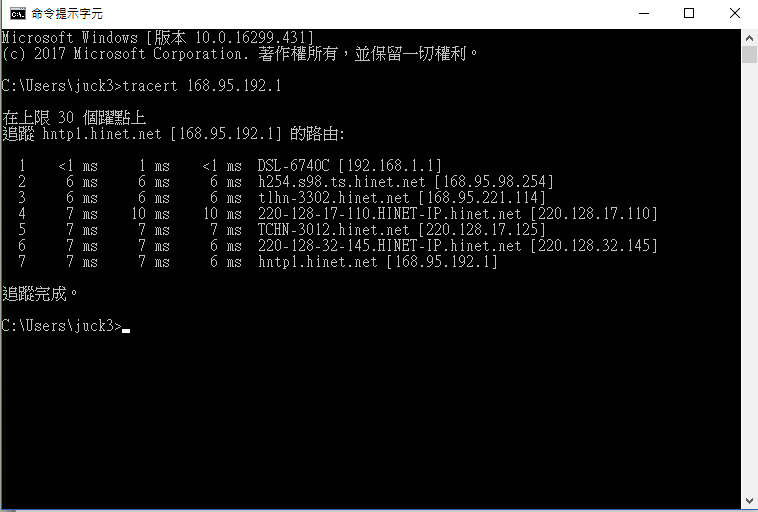 命令提示字元
Microsoft Windows [版本 10.0.16299.431]
(c) 2017 Microsoft Corporation. 著作權所有，並保留一切權利。
C:\Users\juck3>tracert 168.95.192.1
在上限 30 個躍點上
追蹤 hntp1.hinet.net [168.95.192.1] 的路由:
1 <1 ms 1 ms <1 ms DSL-6740C [192.168.1.1]
2 6 ms 6 ms 6 ms h254.s98.ts.hinet.net [168.95.98.254]
3 6 ms 6 ms 6 ms tlhn-3302.hinet.net [168.95.221.114]
4 7 ms 10 ms 10 ms 220-128-17-110.HINET-IP.hinet.net [220.128.17.110]
5 7 ms 7 ms 7 ms TCHN-3012.hinet.net [220.128.17.125]
6 7 ms 7 ms 6 ms 220-128-32-145.HINET-IP.hinet.net [220.128.32.145]
7 7 ms 7 ms 6 ms hntp1.hinet.net [168.95.192.1]
追蹤完成。
C:\Users\juck3>